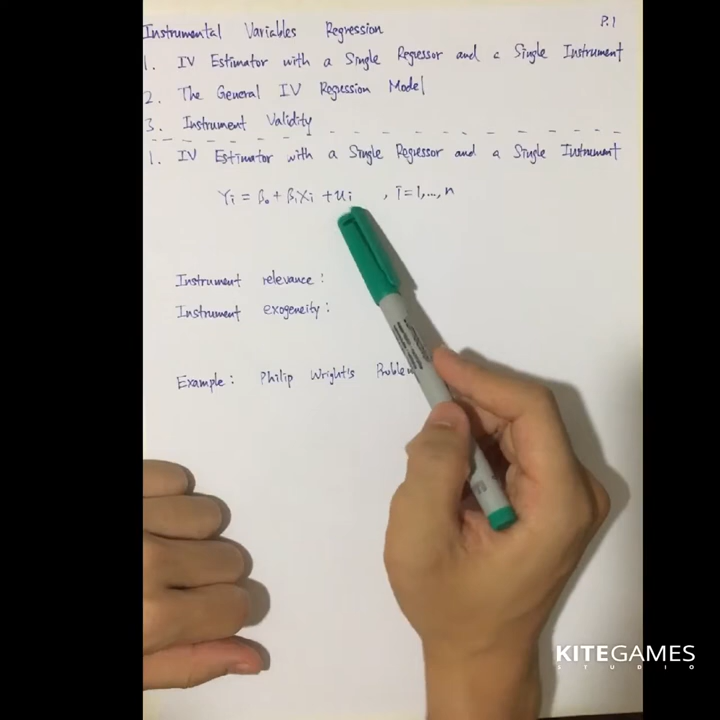 Instrumental Variables Regression P.1
1. IV Estimator with a Single Regressor and a Single Instrument
2. The General IV Regression Model
3. Instrument Validity
1. IV Estimator with a Single Regressor and a Single Instrument
Yi = β₀ + β₁Xi + ui , i = 1, ..., n
Instrument relevance:
Instrument exogeneity:
Example: Philip Wright's Problem
KITEGAMES
STUDIO